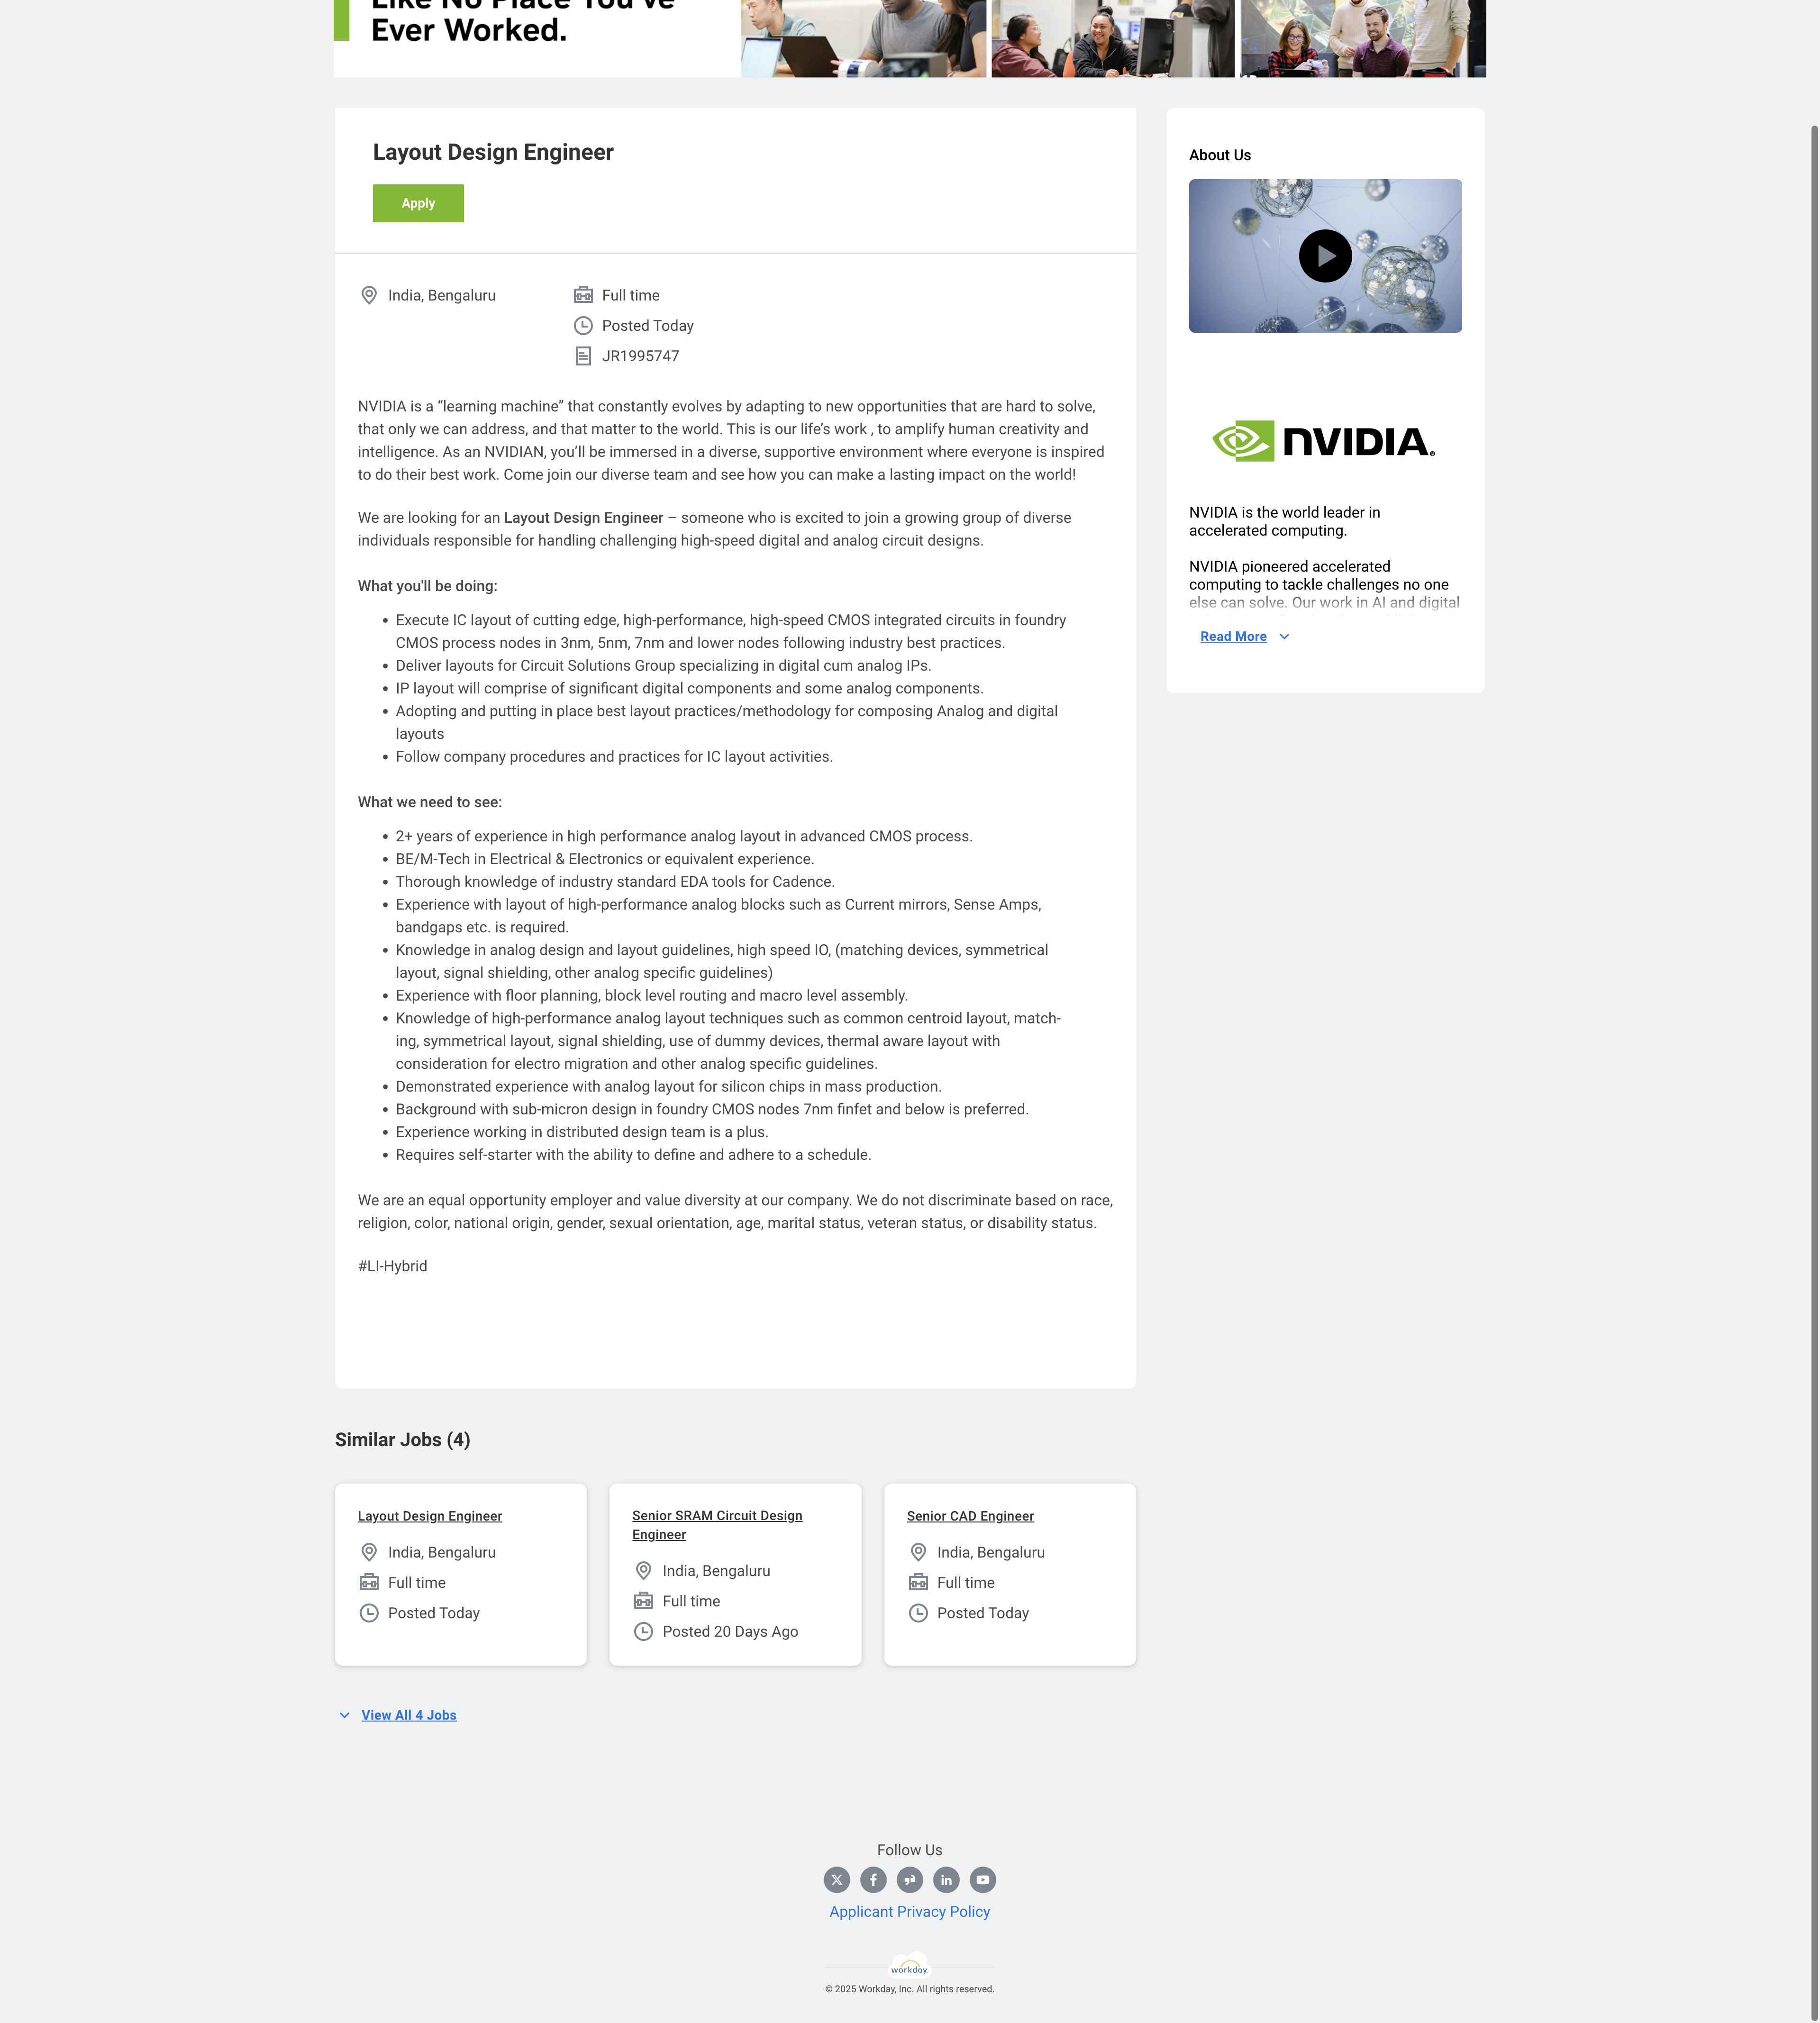 Like No Place You've
Ever Worked.
Layout Design Engineer
Apply
India, Bengaluru
Full time
Posted Today
JR1995747
NVIDIA is a “learning machine” that constantly evolves by adapting to new opportunities that are hard to solve,
that only we can address, and that matter to the world. This is our life’s work , to amplify human creativity and
intelligence. As an NVIDIAN, you’ll be immersed in a diverse, supportive environment where everyone is inspired
to do their best work. Come join our diverse team and see how you can make a lasting impact on the world!
We are looking for an Layout Design Engineer – someone who is excited to join a growing group of diverse
individuals responsible for handling challenging high-speed digital and analog circuit designs.
What you'll be doing:
• Execute IC layout of cutting edge, high-performance, high-speed CMOS integrated circuits in foundry
CMOS process nodes in 3nm, 5nm, 7nm and lower nodes following industry best practices.
• Deliver layouts for Circuit Solutions Group specializing in digital cum analog IPs.
• IP layout will comprise of significant digital components and some analog components.
• Adopting and putting in place best layout practices/methodology for composing Analog and digital
layouts
• Follow company procedures and practices for IC layout activities.
What we need to see:
• 2+ years of experience in high performance analog layout in advanced CMOS process.
• BE/M-Tech in Electrical & Electronics or equivalent experience.
• Thorough knowledge of industry standard EDA tools for Cadence.
• Experience with layout of high-performance analog blocks such as Current mirrors, Sense Amps,
bandgaps etc. is required.
• Knowledge in analog design and layout guidelines, high speed IO, (matching devices, symmetrical
layout, signal shielding, other analog specific guidelines)
• Experience with floor planning, block level routing and macro level assembly.
• Knowledge of high-performance analog layout techniques such as common centroid layout, match-
ing, symmetrical layout, signal shielding, use of dummy devices, thermal aware layout with
consideration for electro migration and other analog specific guidelines.
• Demonstrated experience with analog layout for silicon chips in mass production.
• Background with sub-micron design in foundry CMOS nodes 7nm finfet and below is preferred.
• Experience working in distributed design team is a plus.
• Requires self-starter with the ability to define and adhere to a schedule.
We are an equal opportunity employer and value diversity at our company. We do not discriminate based on race,
religion, color, national origin, gender, sexual orientation, age, marital status, veteran status, or disability status.
#LI-Hybrid
About Us
NVIDIA®
NVIDIA is the world leader in
accelerated computing.
NVIDIA pioneered accelerated
computing to tackle challenges no one
else can solve. Our work in AI and digital
Read More
Similar Jobs (4)
Layout Design Engineer
India, Bengaluru
Full time
Posted Today
Senior SRAM Circuit Design
Engineer
India, Bengaluru
Full time
Posted 20 Days Ago
Senior CAD Engineer
India, Bengaluru
Full time
Posted Today
View All 4 Jobs
Follow Us
Applicant Privacy Policy
workday.
© 2025 Workday, Inc. All rights reserved.